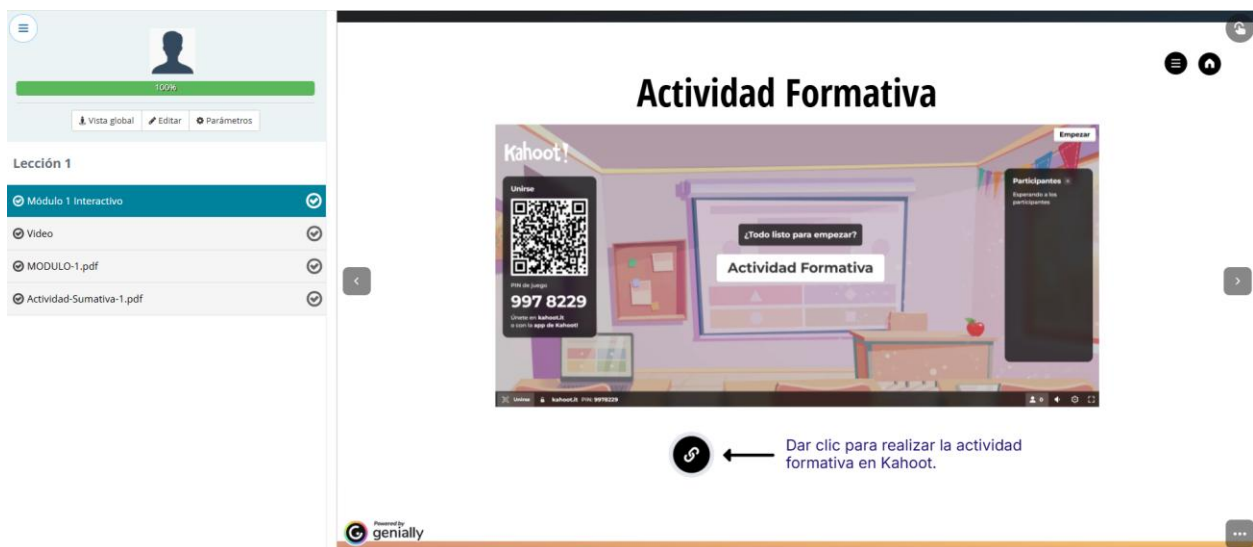 100%
Vista global
Editar
Parámetros
Lección 1
Módulo 1 Interactivo
Video
MODULO-1.pdf
Actividad-Sumativa-1.pdf
Actividad Formativa
Kahoot!
Empezar
Unirse
PIN de juego
997 8229
Únete en kahoot.it
o con la app de Kahoot!
¿Todo listo para empezar?
Actividad Formativa
Participantes
Esperando a los
participantes
Unirse
kahoot.it PIN: 9978229
0
Dar clic para realizar la actividad
formativa en Kahoot.
Powered by
genially